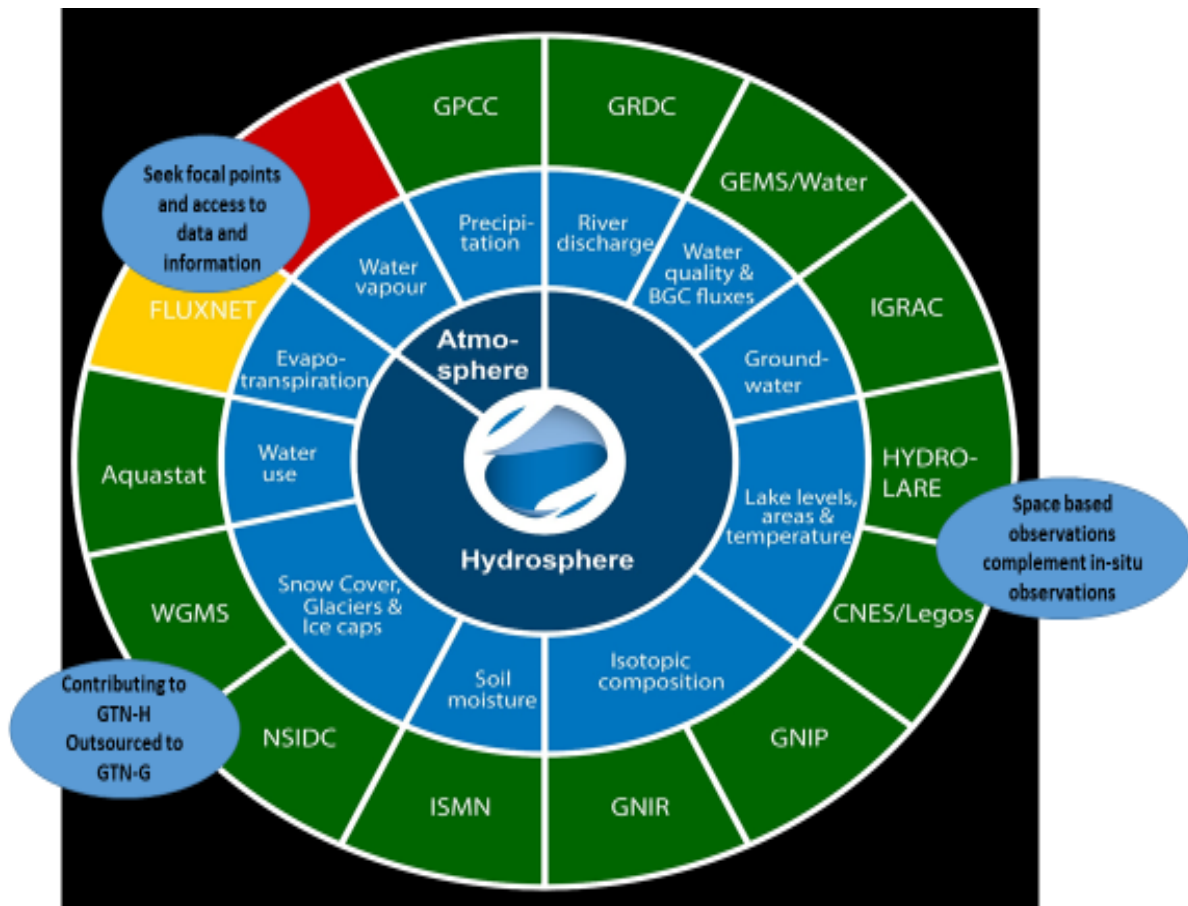 GPCC
GRDC
GEMS/Water
IGRAC
HYDRO-
LARE
CNES/Legos
GNIP
GNIR
ISMN
NSIDC
WGMS
Aquastat
FLUXNET
Seek focal points
and access to
data and
information
Space based
observations
complement in-situ
observations
Contributing to
GTN-H
Outsourced to
GTN-G
Precipi-
tation
River
discharge
Water
quality &
BGC fluxes
Ground-
water
Lake levels,
areas &
temperature
Isotopic
composition
Soil
moisture
Snow Cover,
Glaciers &
Ice caps
Water
use
Evapo-
transpiration
Water
vapour
Atmo-
sphere
Hydrosphere